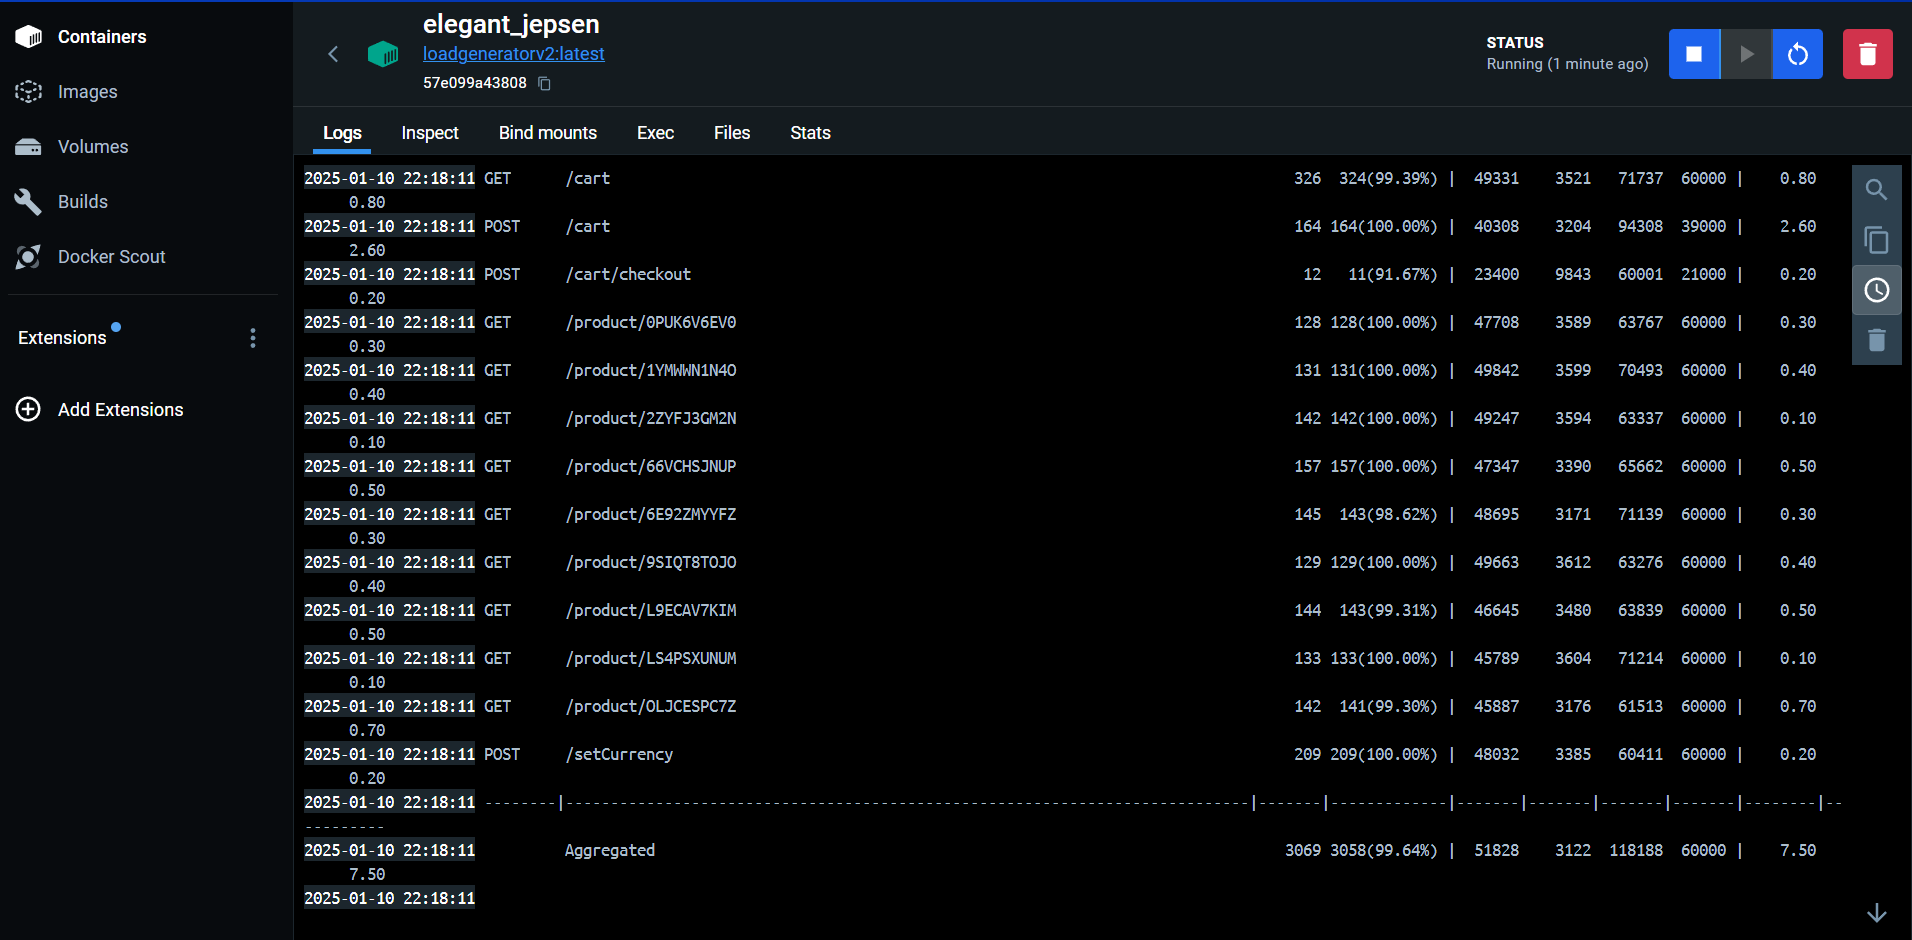 Containers
Images
Volumes
Builds
Docker Scout
Extensions
Add Extensions
elegant_jepsen
loadgeneratorv2:latest
57e099a43808
STATUS
Running (1 minute ago)
Logs Inspect Bind mounts Exec Files Stats
2025-01-10 22:18:11 GET /cart 326 324(99.39%) | 49331 3521 71737 60000 | 0.80
0.80
2025-01-10 22:18:11 POST /cart 164 164(100.00%) | 40308 3204 94308 39000 | 2.60
2.60
2025-01-10 22:18:11 POST /cart/checkout 12 11(91.67%) | 23400 9843 60001 21000 | 0.20
0.20
2025-01-10 22:18:11 GET /product/0PUK6V6EV0 128 128(100.00%) | 47708 3589 63767 60000 | 0.30
0.30
2025-01-10 22:18:11 GET /product/1YMWWN1N4O 131 131(100.00%) | 49842 3599 70493 60000 | 0.40
0.40
2025-01-10 22:18:11 GET /product/2ZYFJ3GM2N 142 142(100.00%) | 49247 3594 63337 60000 | 0.10
0.10
2025-01-10 22:18:11 GET /product/66VCHSJNUP 157 157(100.00%) | 47347 3390 65662 60000 | 0.50
0.50
2025-01-10 22:18:11 GET /product/6E92ZMYYFZ 145 143(98.62%) | 48695 3171 71139 60000 | 0.30
0.30
2025-01-10 22:18:11 GET /product/9SIQT8TOJO 129 129(100.00%) | 49663 3612 63276 60000 | 0.40
0.40
2025-01-10 22:18:11 GET /product/L9ECAV7KIM 144 143(99.31%) | 46645 3480 63839 60000 | 0.50
0.50
2025-01-10 22:18:11 GET /product/LS4PSXUNUM 133 133(100.00%) | 45789 3604 71214 60000 | 0.10
0.10
2025-01-10 22:18:11 GET /product/OLJCESPC7Z 142 141(99.30%) | 45887 3176 61513 60000 | 0.70
0.70
2025-01-10 22:18:11 POST /setCurrency 209 209(100.00%) | 48032 3385 60411 60000 | 0.20
0.20
2025-01-10 22:18:11 --------|----------------------------------------------------------------------------|-------|-------------|-------|-------|-------|-------|--------|--
---------
2025-01-10 22:18:11 Aggregated 3069 3058(99.64%) | 51828 3122 118188 60000 | 7.50
7.50
2025-01-10 22:18:11